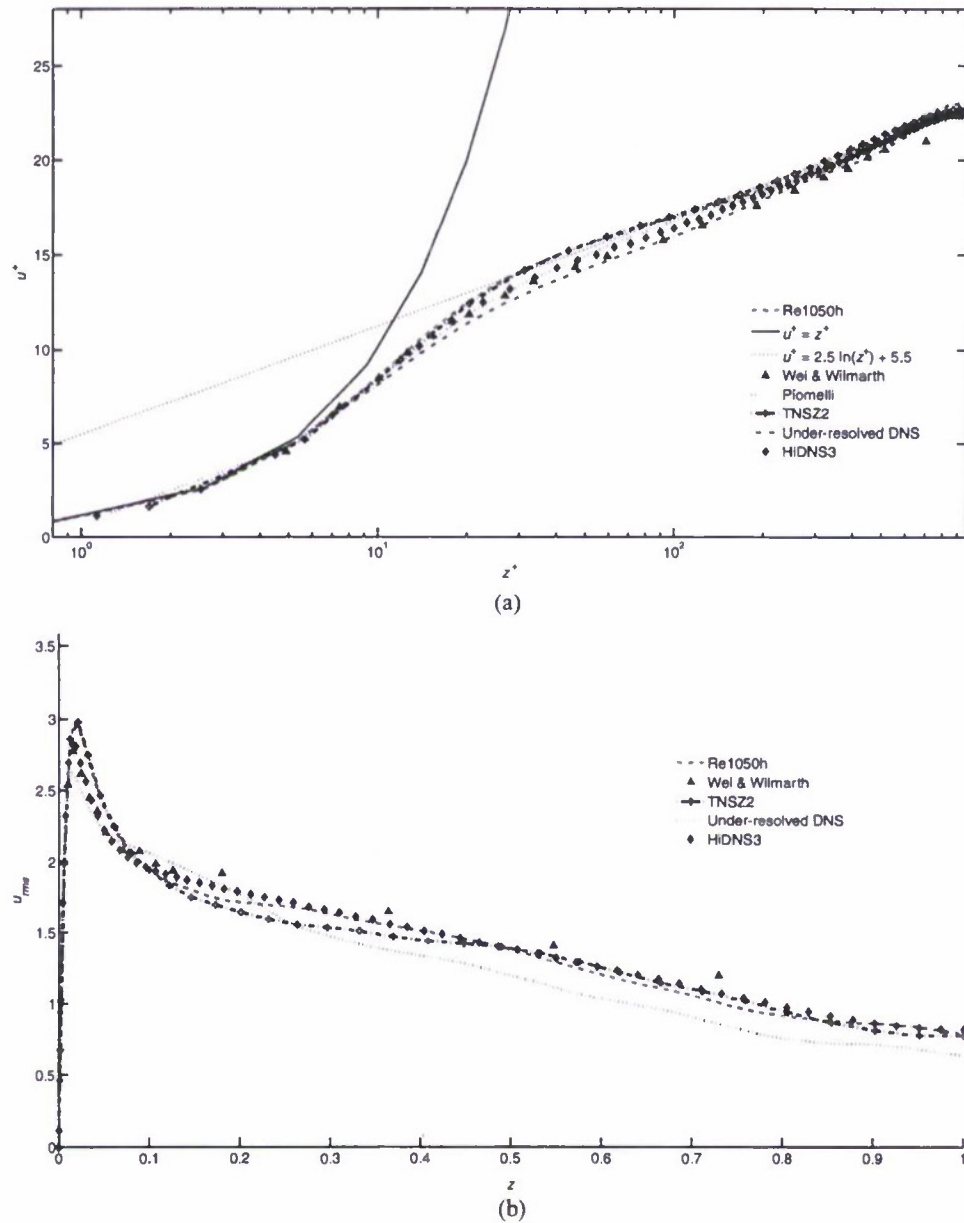 25
20
15
10
5
0
u⁺
10⁰
10¹
10²
z⁺
Re1050h
u⁺ = z⁺
u⁺ = 2.5 ln(z⁺) + 5.5
Wei & Wilmarth
Piomelli
TNSZ2
Under-resolved DNS
HiDNS3
(a)
3.5
3
2.5
2
1.5
1
0.5
0
u_rms
0
0.1
0.2
0.3
0.4
0.5
0.6
0.7
0.8
0.9
1
z
Re1050h
Wei & Wilmarth
TNSZ2
Under-resolved DNS
HiDNS3
(b)